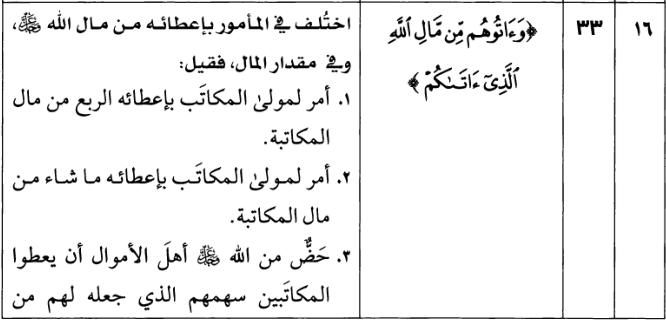 ١٦
٣٣
﴿وَءَاتُوهُم مِّن مَّالِ ٱللَّهِ
ٱلَّذِىٓ ءَاتَىٰكُمْ ﴾
اختُلف في المأمور بإعطائه من مال الله ﷻ،
وفي مقدار المال، فقيل:
١. أمر لمولىٰ المكاتَب بإعطائه الربع من مال
المكاتبة.
٢. أمر لمولىٰ المكاتَب بإعطائه ما شاء من
مال المكاتبة.
٣. حَضٌّ من الله ﷻ أهلَ الأموال أن يعطوا
المكاتَبين سهمهم الذي جعله لهم من